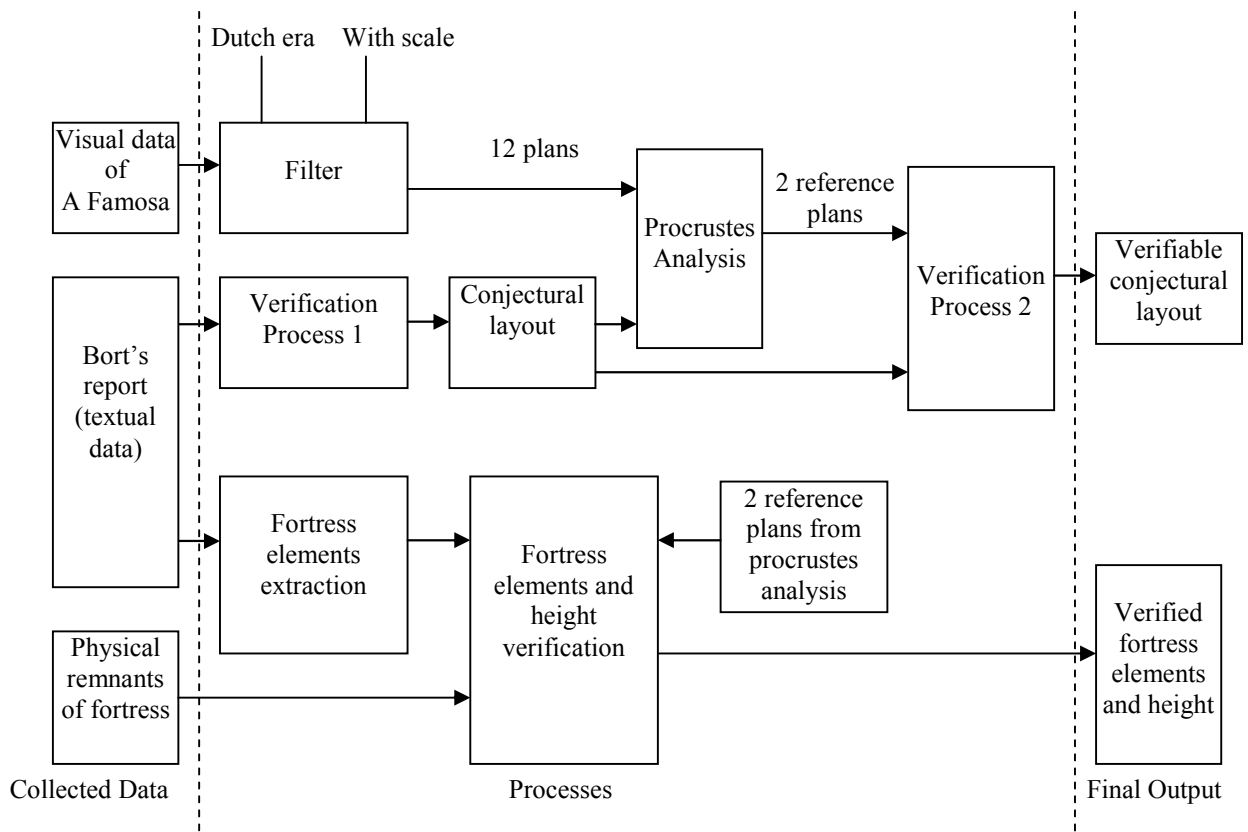 Dutch era
With scale
Visual data
of
A Famosa
Filter
12 plans
Procrustes
Analysis
2 reference
plans
Verification
Process 2
Verifiable
conjectural
layout
Bort’s
report
(textual
data)
Verification
Process 1
Conjectural
layout
Fortress
elements
extraction
Fortress
elements and
height
verification
2 reference
plans from
procrustes
analysis
Physical
remnants
of fortress
Verified
fortress
elements
and height
Collected Data
Processes
Final Output